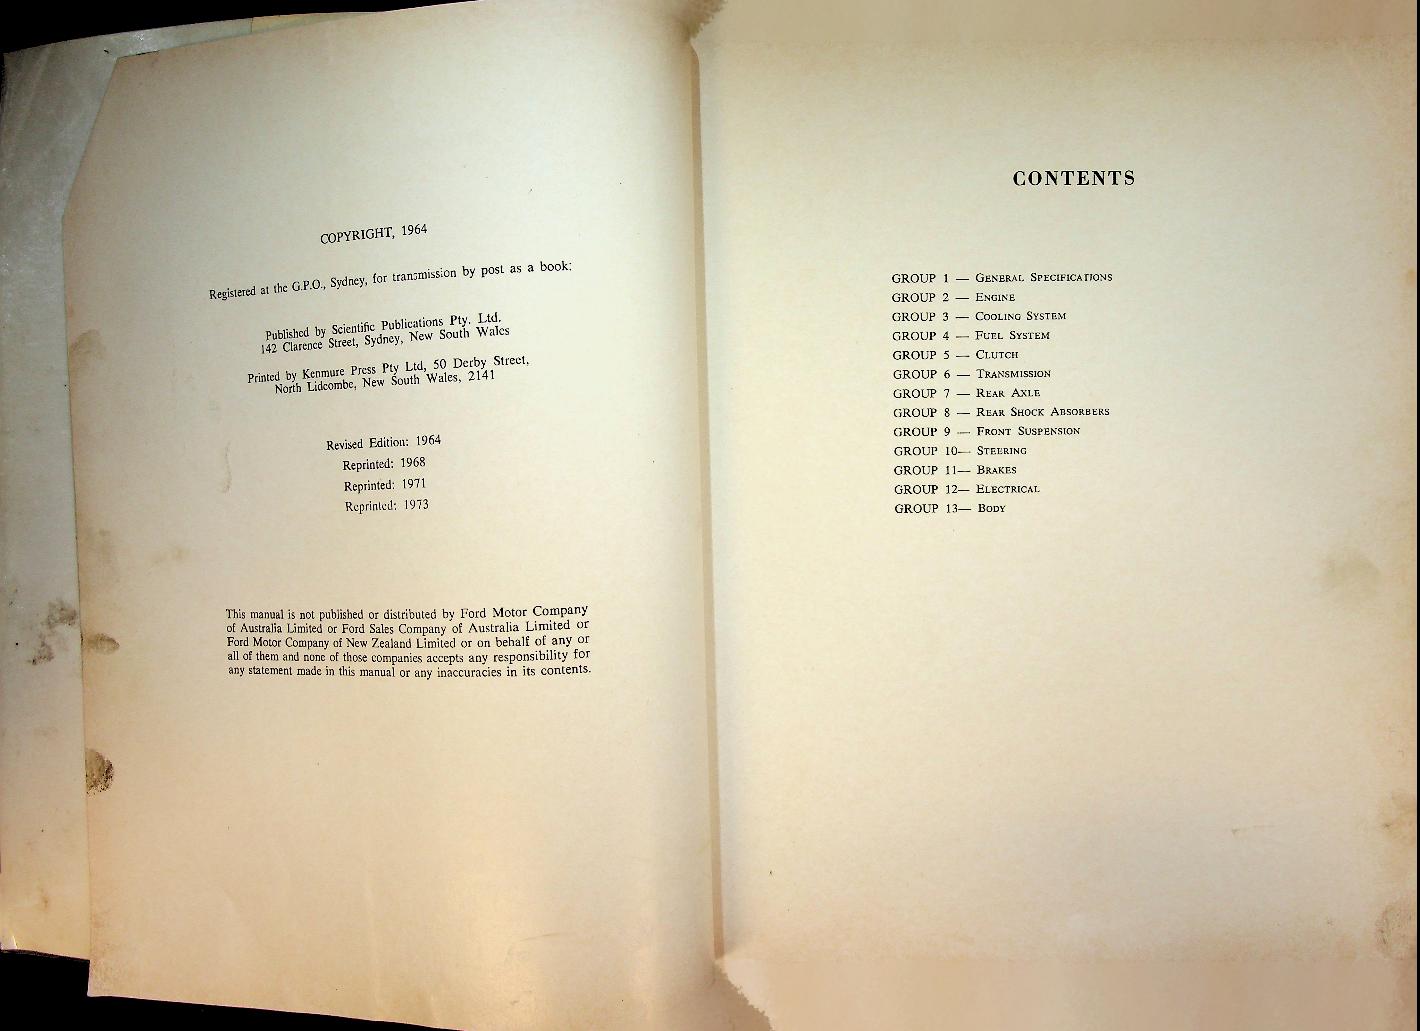 COPYRIGHT, 1964
Registered at the G.P.O., Sydney, for transmission by post as a book:
Published by Scientific Publications Pty. Ltd.
142 Clarence Street, Sydney, New South Wales
Printed by Kenmure Press Pty Ltd, 50 Derby Street,
North Lidcombe, New South Wales, 2141
Revised Edition: 1964
Reprinted: 1968
Reprinted: 1971
Reprinted: 1973
This manual is not published or distributed by Ford Motor Company
of Australia Limited or Ford Sales Company of Australia Limited or
Ford Motor Company of New Zealand Limited or on behalf of any or
all of them and none of those companies accepts any responsibility for
any statement made in this manual or any inaccuracies in its contents.
CONTENTS
GROUP 1 — GENERAL SPECIFICATIONS
GROUP 2 — ENGINE
GROUP 3 — COOLING SYSTEM
GROUP 4 — FUEL SYSTEM
GROUP 5 — CLUTCH
GROUP 6 — TRANSMISSION
GROUP 7 — REAR AXLE
GROUP 8 — REAR SHOCK ABSORBERS
GROUP 9 — FRONT SUSPENSION
GROUP 10— STEERING
GROUP 11— BRAKES
GROUP 12— ELECTRICAL
GROUP 13— BODY